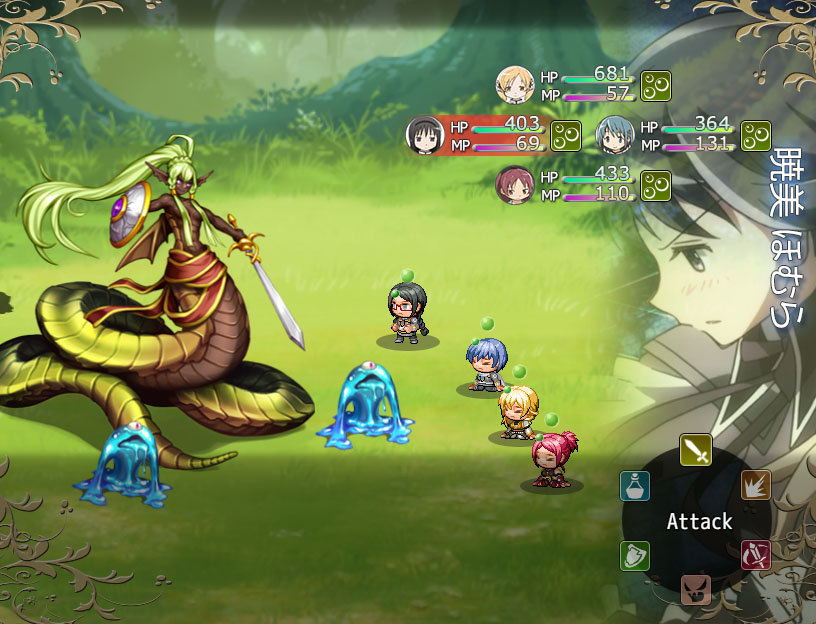 HP 681
MP 57
HP 403
MP 69
HP 364
MP 131
HP 433
MP 110
暁美 ほむら
Attack